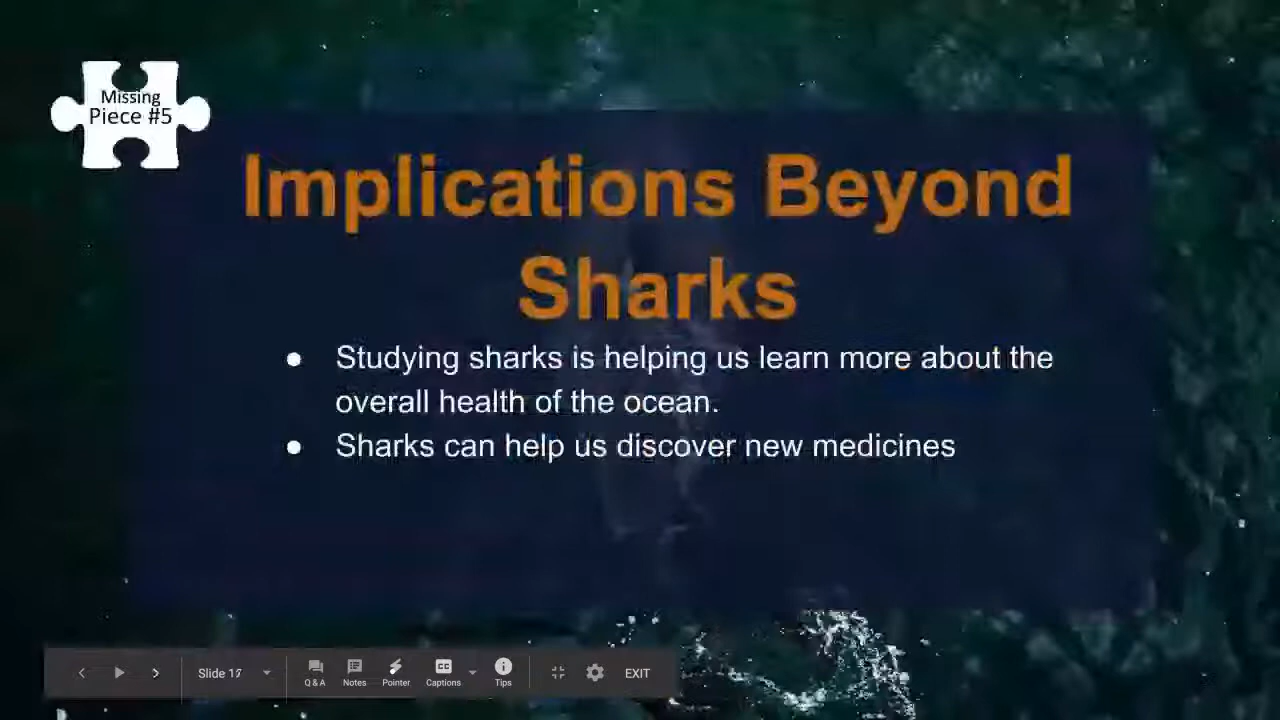 Missing
Piece #5
Implications Beyond
Sharks
● Studying sharks is helping us learn more about the
overall health of the ocean.
● Sharks can help us discover new medicines
Slide 17
Q & A
Notes
Pointer
CC
Captions
Tips
EXIT